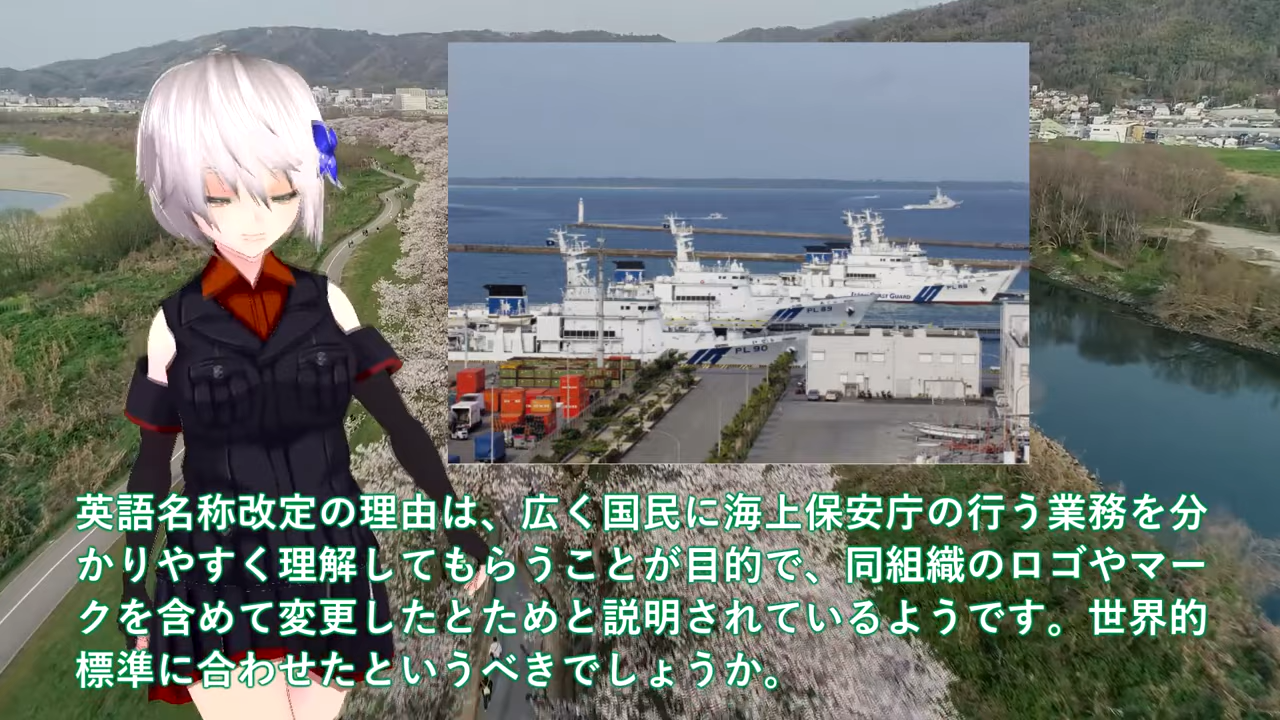 JAPAN COAST GUARD
PL89
PL90
英語名称改定の理由は、広く国民に海上保安庁の行う業務を分
かりやすく理解してもらうことが目的で、同組織のロゴやマー
クを含めて変更したとためと説明されているようです。世界的
標準に合わせたというべきでしょうか。